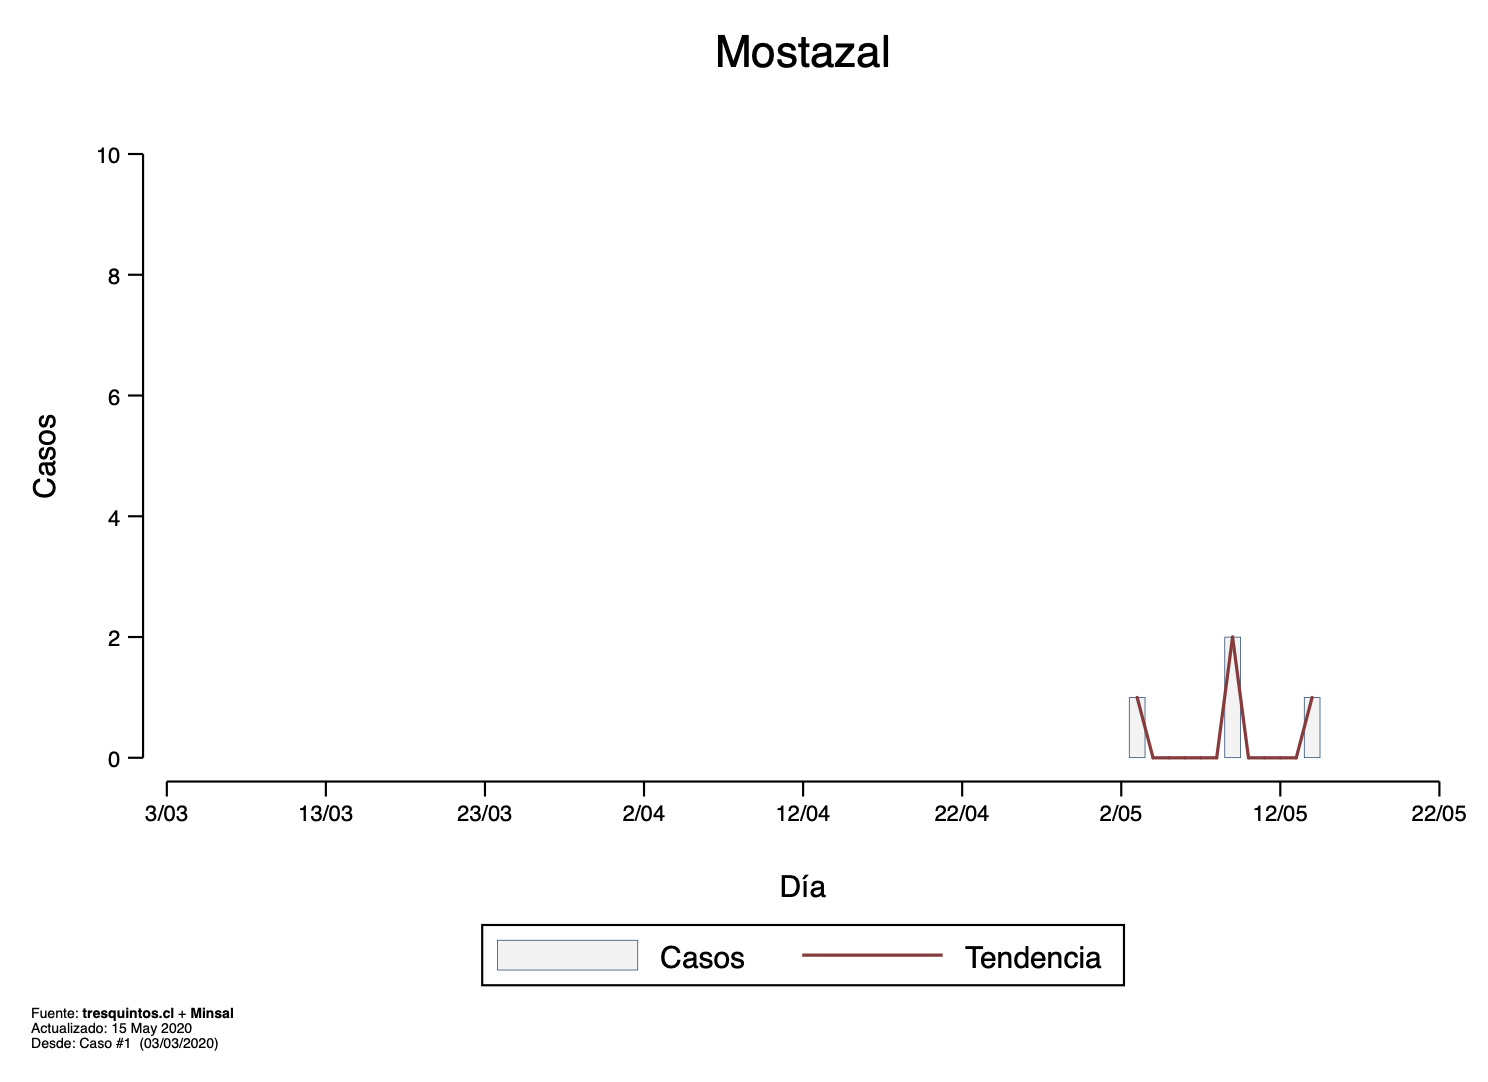 Mostazal
10
8
6
4
2
0
Casos
3/03 13/03 23/03 2/04 12/04 22/04 2/05 12/05 22/05
Día
Casos Tendencia
Fuente: tresquintos.cl + Minsal
Actualizado: 15 May 2020
Desde: Caso #1 (03/03/2020)